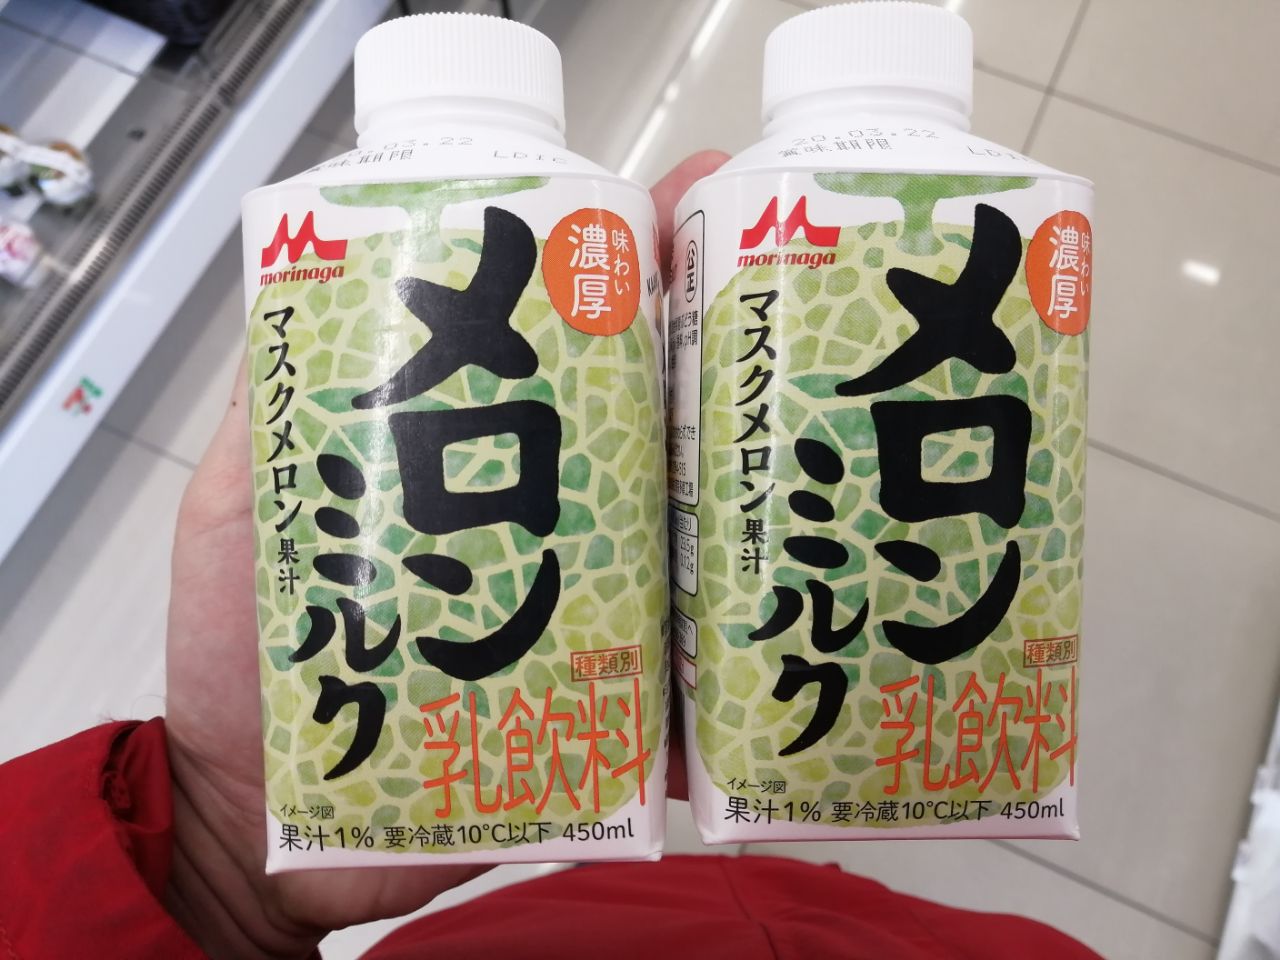 20.03.22
賞味期限
morinaga
味わい
濃厚
メロン
ミルク
マスクメロン果汁
種類別
乳飲料
イメージ図
果汁1% 要冷蔵10°C以下 450ml
20.03.22
賞味期限
morinaga
味わい
濃厚
メロン
ミルク
マスクメロン果汁
公正
種類別
乳飲料
イメージ図
果汁1% 要冷蔵10°C以下 450ml